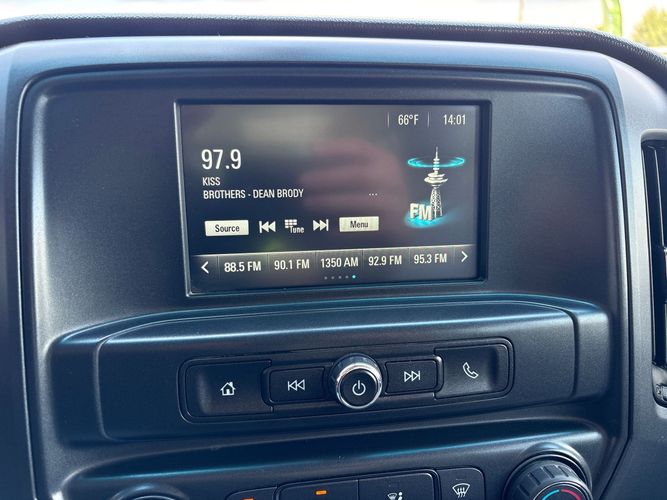 66°F 14:01
97.9
KISS
BROTHERS - DEAN BRODY ...
FM
Source Tune Menu
88.5 FM 90.1 FM 1350 AM 92.9 FM 95.3 FM